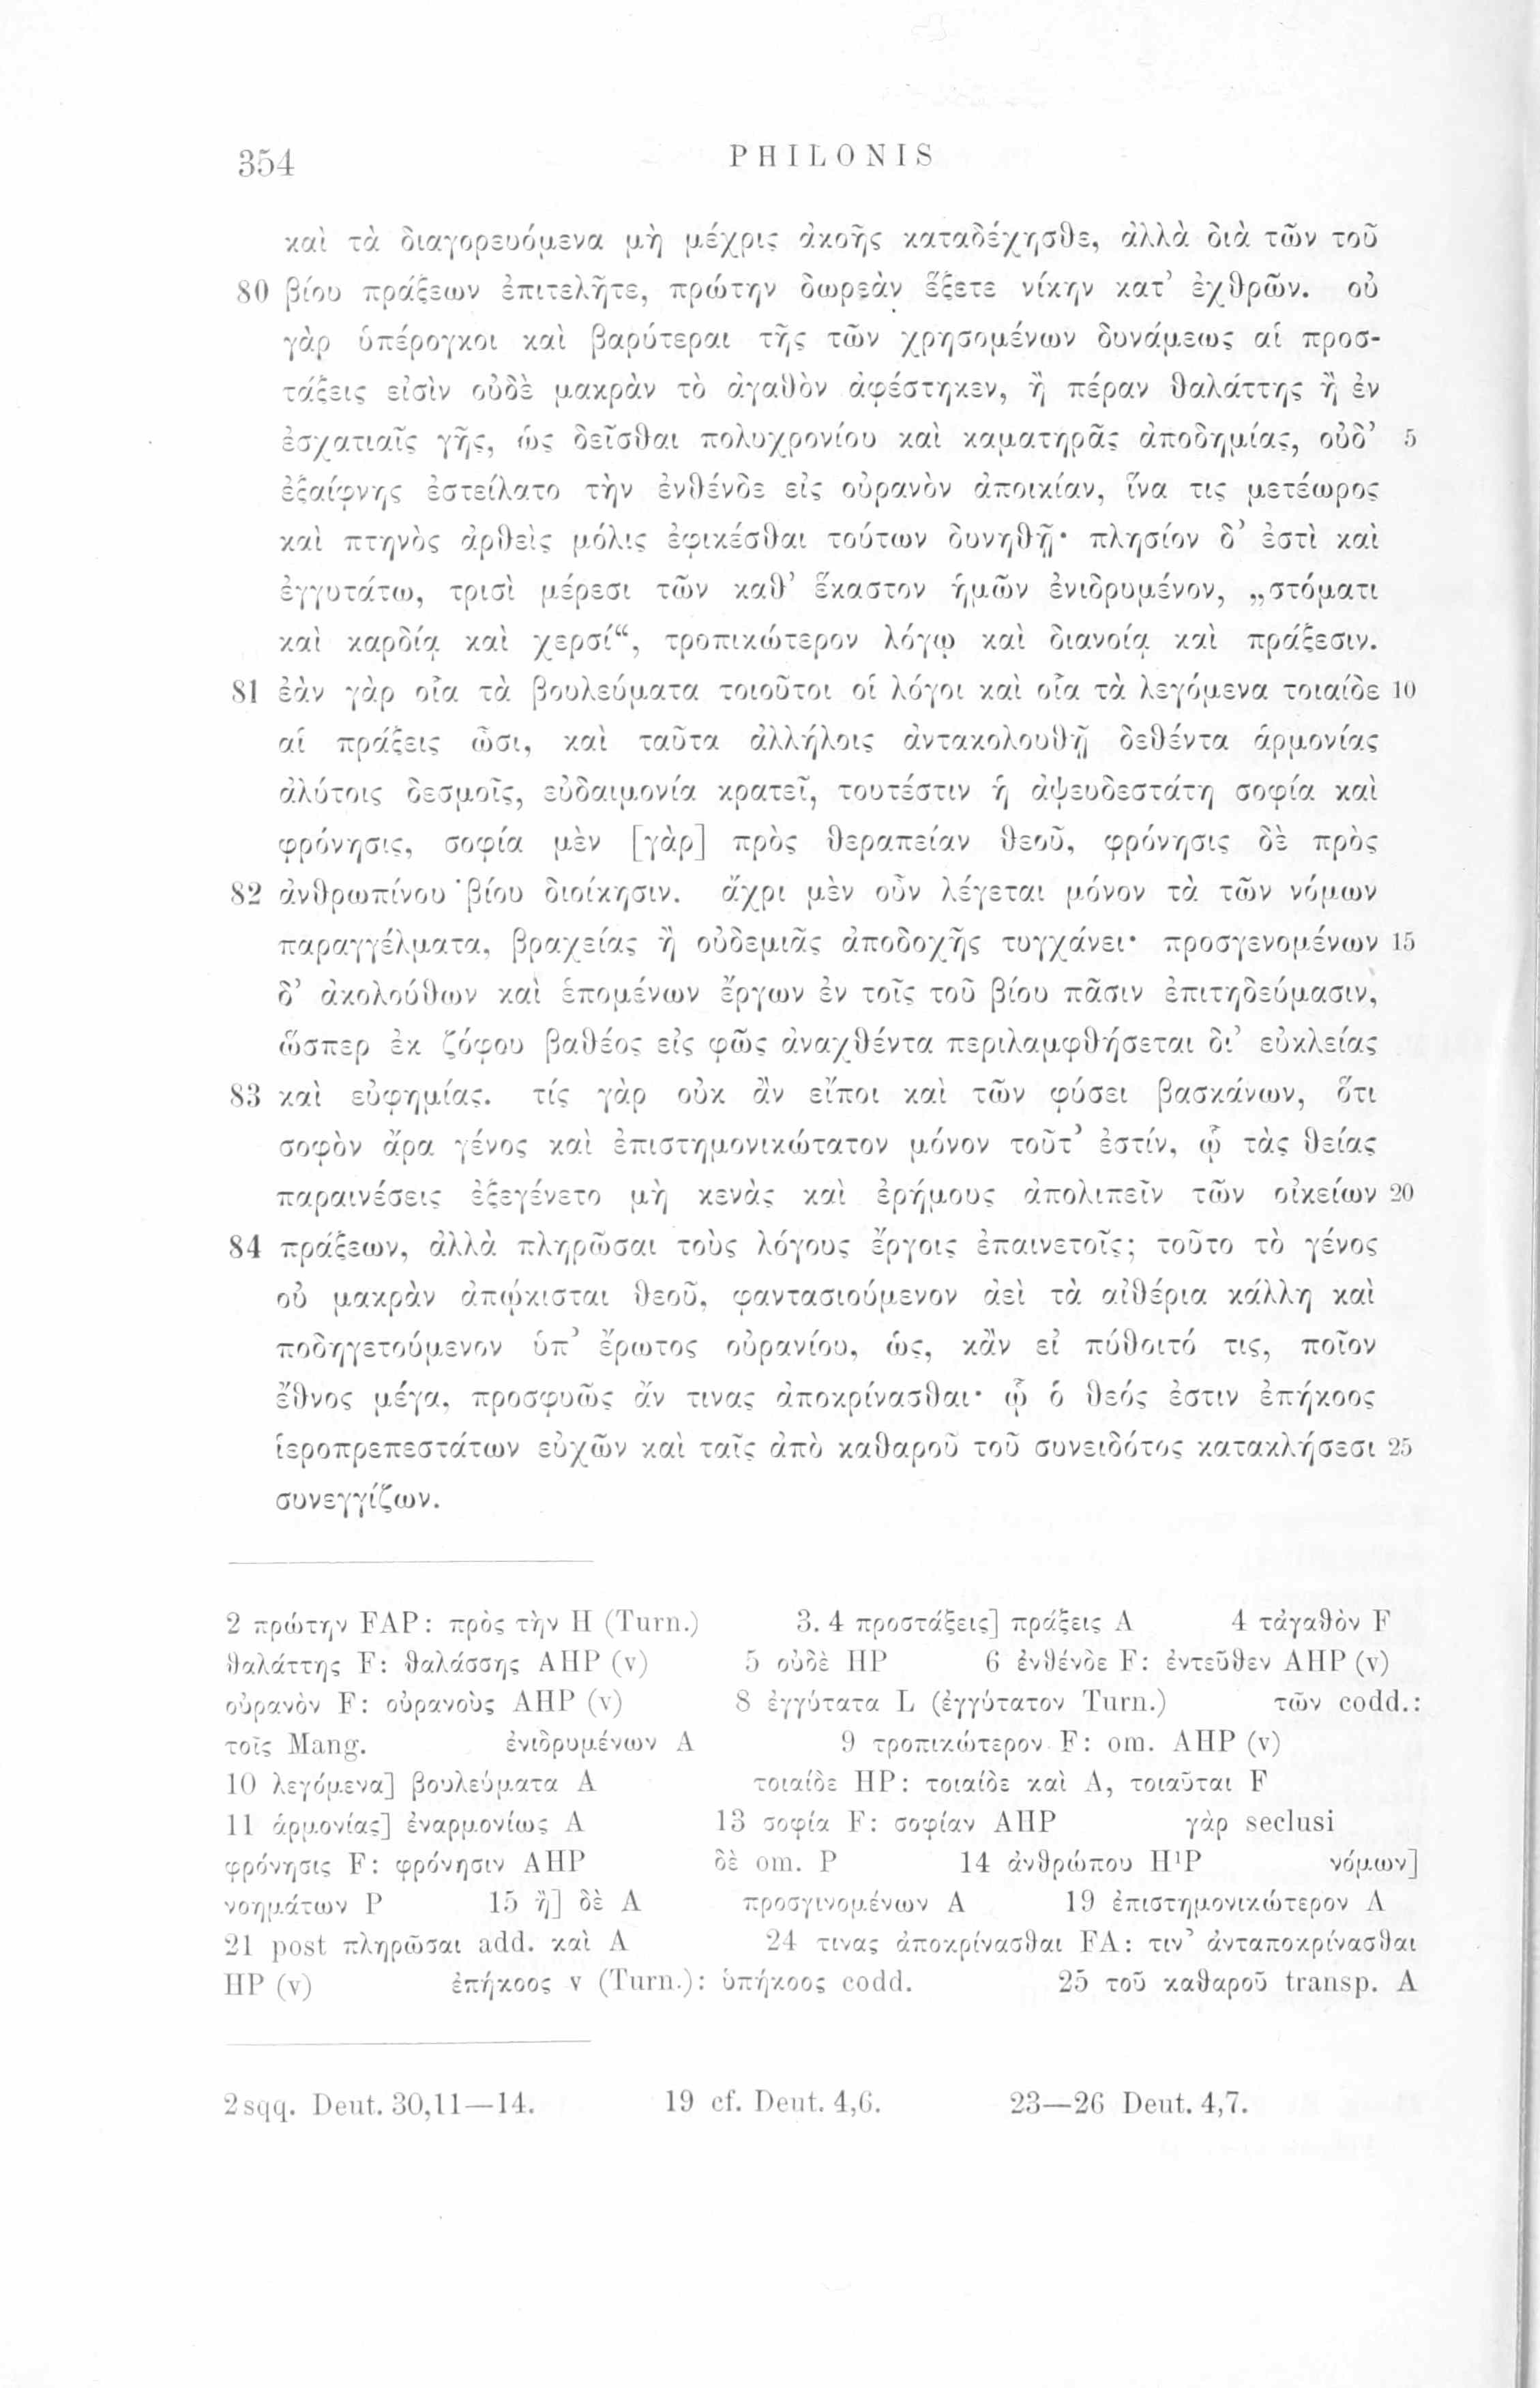 354 PHILONIS
καὶ τὰ διαγορευόμενα μὴ μέχρις ἀκοῆς καταδέχησθε, ἀλλὰ διὰ τῶν τοῦ
80 βίου πράξεων ἐπιτελῆτε, πρώτην δωρεὰν ἕξετε νίκην κατ’ ἐχθρῶν. οὐ
γὰρ ὑπέρογκοι καὶ βαρύτεραι τῆς τῶν χρησομένων δυνάμεως αἱ προσ-
τάξεις εἰσὶν οὐδὲ μακρὰν τὸ ἀγαθὸν ἀφέστηκεν, ἢ πέραν θαλάττης ἢ ἐν
ἐσχατιαῖς γῆς, ὡς δεῖσθαι πολυχρονίου καὶ καματηρᾶς ἀποδημίας, οὐδ’ 5
ἐξαίφνης ἐστείλατο τὴν ἐνθένδε εἰς οὐρανὸν ἀποικίαν, ἵνα τις μετέωρος
καὶ πτηνὸς ἀρθεὶς μόλις ἐφικέσθαι τούτων δυνηθῇ· πλησίον δ’ ἐστὶ καὶ
ἐγγυτάτω, τρισὶ μέρεσι τῶν καθ’ ἕκαστον ἡμῶν ἐνιδρυμένον, „στόματι
καὶ καρδίᾳ καὶ χερσί“, τροπικώτερον λόγῳ καὶ διανοίᾳ καὶ πράξεσιν.
81 ἐὰν γὰρ οἷα τὰ βουλεύματα τοιοῦτοι οἱ λόγοι καὶ οἷα τὰ λεγόμενα τοιαίδε 10
αἱ πράξεις ὦσι, καὶ ταῦτα ἀλλήλοις ἀντακολουθῇ δεθέντα ἁρμονίας
ἀλύτοις δεσμοῖς, εὐδαιμονία κρατεῖ, τουτέστιν ἡ ἀψευδεστάτη σοφία καὶ
φρόνησις, σοφία μὲν [γὰρ] πρὸς θεραπείαν θεοῦ, φρόνησις δὲ πρὸς
82 ἀνθρωπίνου βίου διοίκησιν. ἄχρι μὲν οὖν λέγεται μόνον τὰ τῶν νόμων
παραγγέλματα, βραχείας ἢ οὐδεμιᾶς ἀποδοχῆς τυγχάνει· προσγενομένων 15
δ’ ἀκολούθων καὶ ἑπομένων ἔργων ἐν τοῖς τοῦ βίου πᾶσιν ἐπιτηδεύμασιν,
ὥσπερ ἐκ ζόφου βαθέος εἰς φῶς ἀναχθέντα περιλαμφθήσεται δι’ εὐκλείας
83 καὶ εὐφημίας. τίς γὰρ οὐκ ἂν εἴποι καὶ τῶν φύσει βασκάνων, ὅτι
σοφὸν ἄρα γένος καὶ ἐπιστημονικώτατον μόνον τοῦτ’ ἐστίν, ᾧ τὰς θείας
παραινέσεις ἐξεγένετο μὴ κενὰς καὶ ἐρήμους ἀπολιπεῖν τῶν οἰκείων 20
84 πράξεων, ἀλλὰ πληρῶσαι τοὺς λόγους ἔργοις ἐπαινετοῖς; τοῦτο τὸ γένος
οὐ μακρὰν ἀπῴκισται θεοῦ, φαντασιούμενον ἀεὶ τὰ αἰθέρια κάλλη καὶ
ποδηγετούμενον ὑπ’ ἔρωτος οὐρανίου, ὡς, κἂν εἰ πύθοιτό τις, ποῖον
ἔθνος μέγα, προσφυῶς ἄν τινας ἀποκρίνασθαι· ᾧ ὁ θεός ἐστιν ἐπήκοος
ἱεροπρεπεστάτων εὐχῶν καὶ ταῖς ἀπὸ καθαροῦ τοῦ συνειδότος κατακλήσεσι 25
συνεγγίζων.
2 πρώτην FAP: πρὸς τὴν H (Turn.) 3. 4 προστάξεις] πράξεις A 4 τἀγαθὸν F
θαλάττης F: θαλάσσης AHP (v) 5 οὐδὲ HP 6 ἐνθένδε F: ἐντεῦθεν AHP (v)
οὐρανὸν F: οὐρανοὺς AHP (v) 8 ἐγγύτατα L (ἐγγύτατον Turn.) τῶν codd.:
τοῖς Mang. ἐνιδρυμένων A 9 τροπικώτερον F: om. AHP (v)
10 λεγόμενα] βουλεύματα A τοιαίδε HP: τοιαίδε καὶ A, τοιαῦται F
11 ἁρμονίας] ἐναρμονίως A 13 σοφία F: σοφίαν AHP γὰρ seclusi
φρόνησις F: φρόνησιν AHP δὲ om. P 14 ἀνθρώπου H¹P νόμων]
νοημάτων P 15 ἢ] δὲ A προσγινομένων A 19 ἐπιστημονικώτερον A
21 post πληρῶσαι add. καὶ A 24 τινας ἀποκρίνασθαι FA: τιν’ ἀνταποκρίνασθαι
HP (v) ἐπήκοος v (Turn.): ὑπήκοος codd. 25 τοῦ καθαροῦ transp. A
2 sqq. Deut. 30,11—14. 19 cf. Deut. 4,6. 23—26 Deut. 4,7.